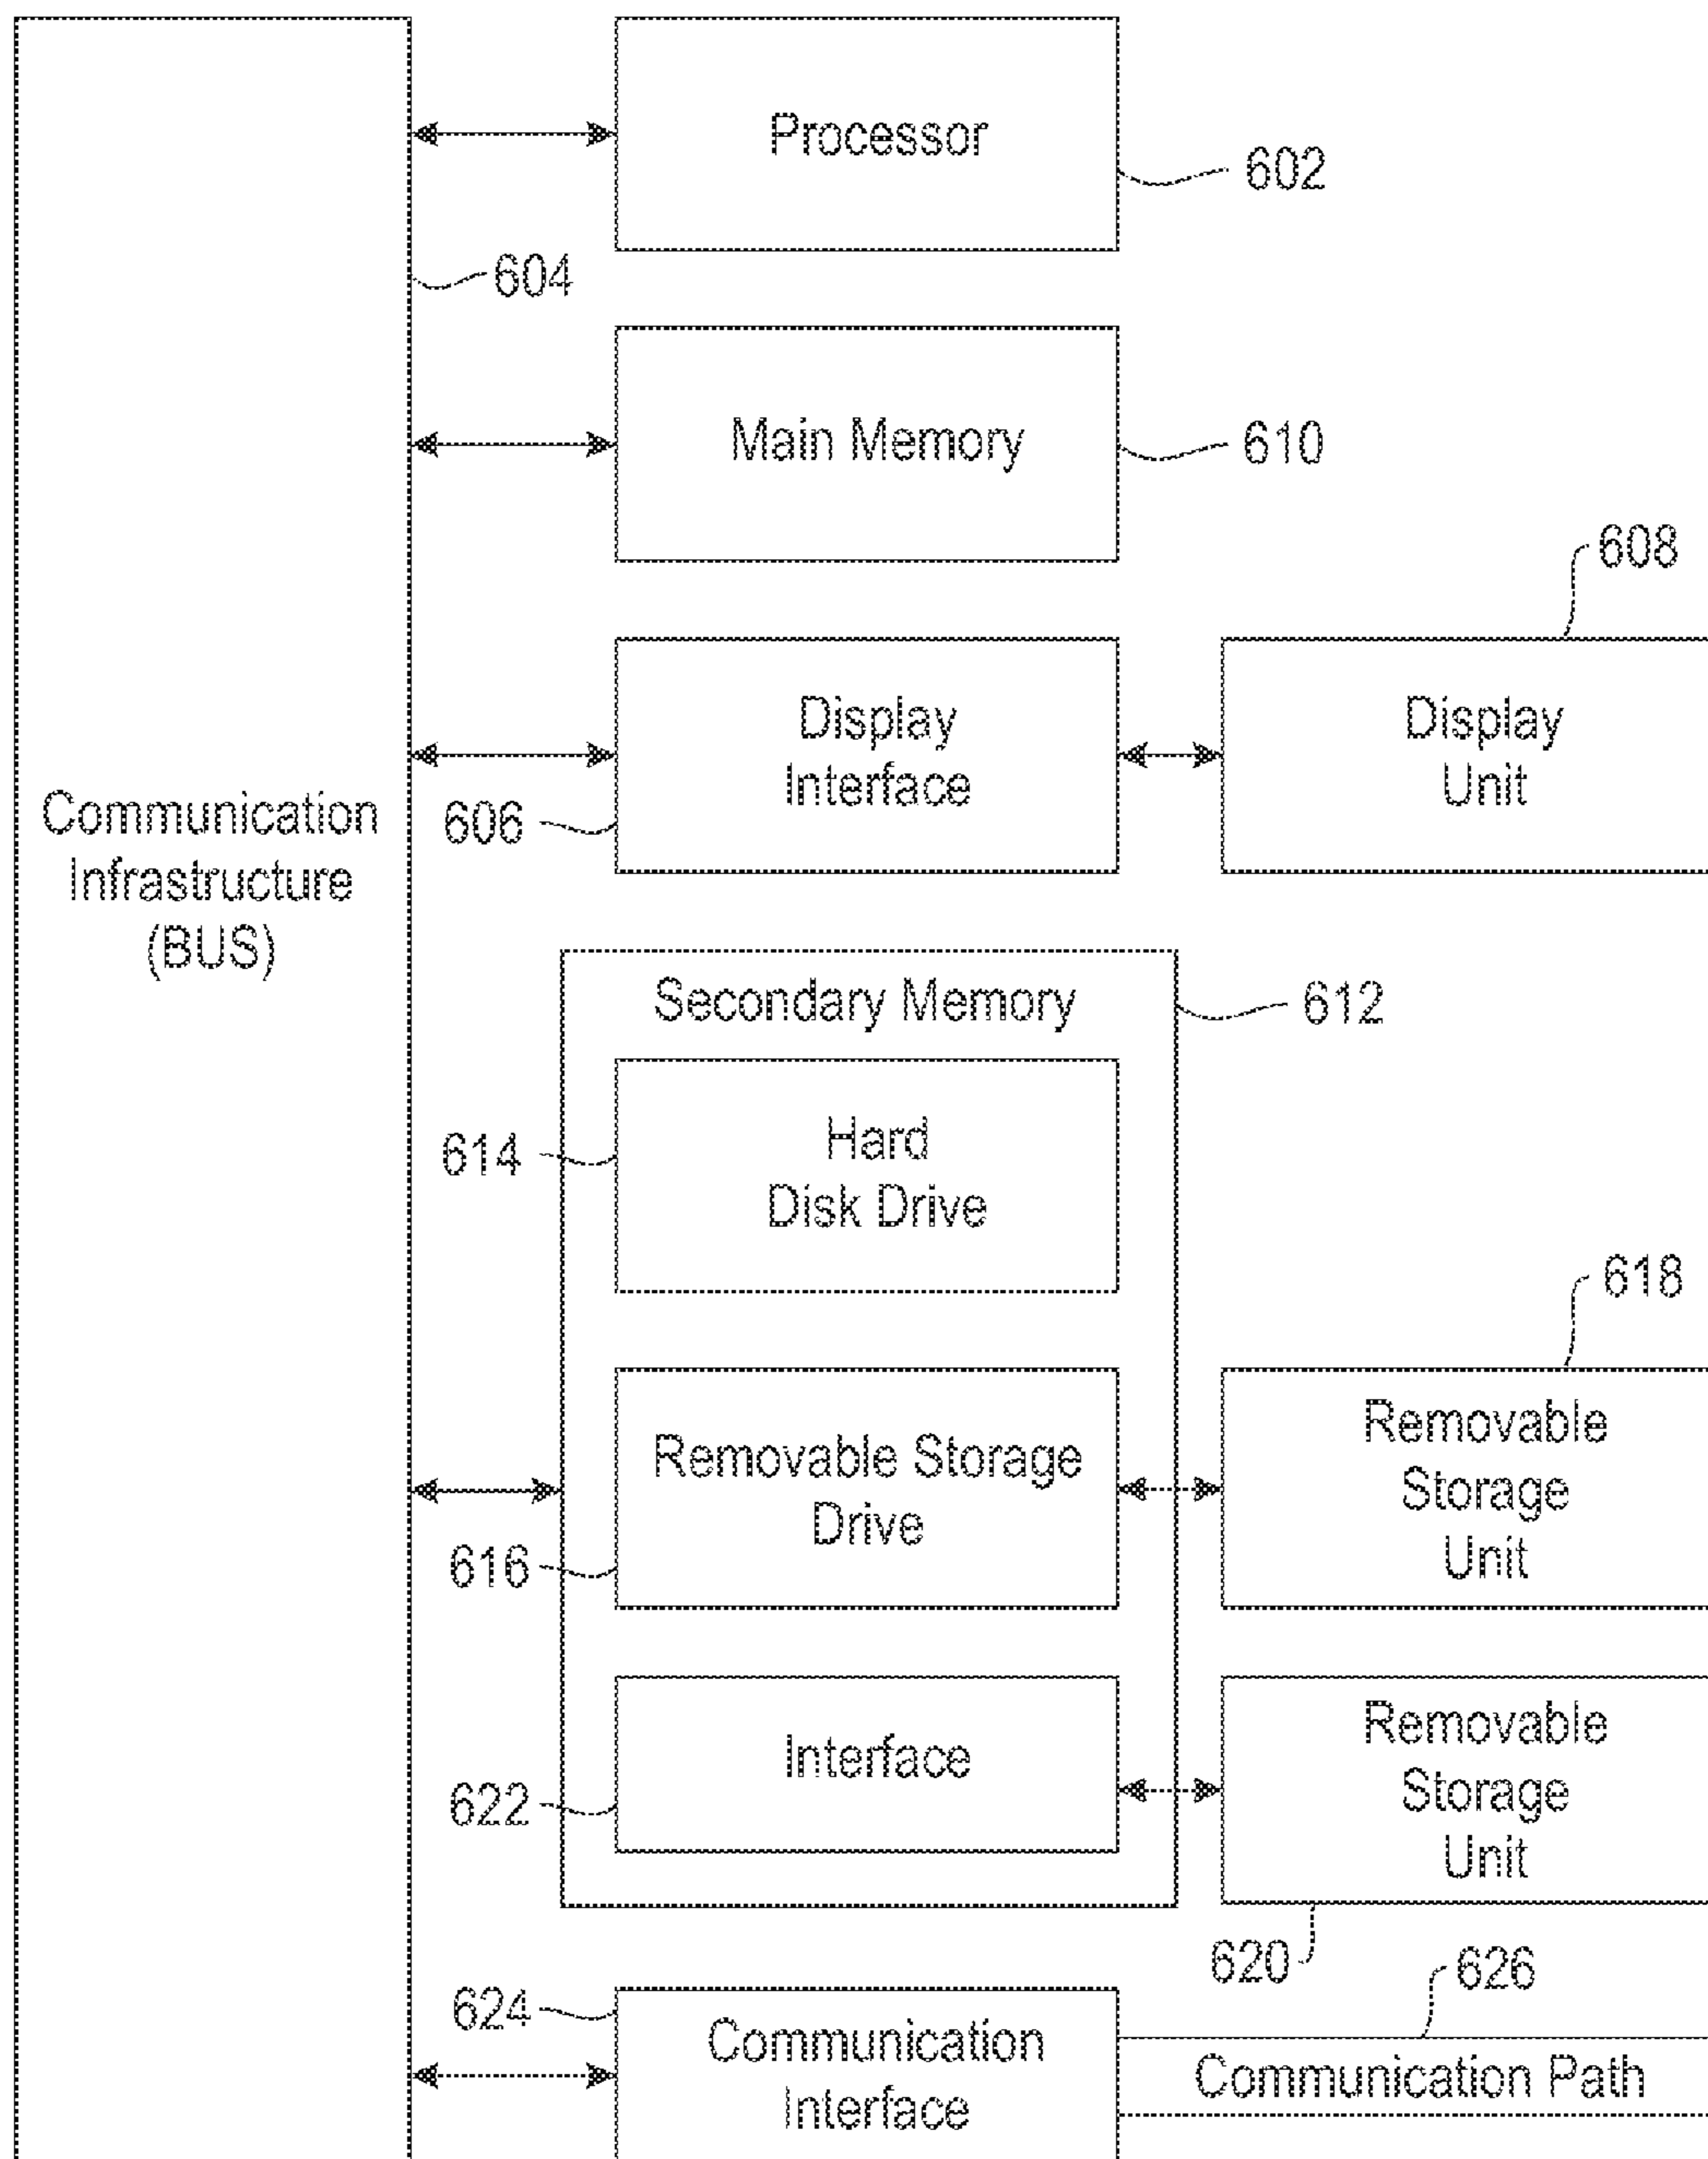 Processor
602
604
Main Memory
610
608
Display
Interface
606
Display
Unit
Communication
Infrastructure
(BUS)
Secondary Memory
612
Hard
Disk Drive
614
618
Removable Storage
Drive
616
Removable
Storage
Unit
Interface
622
Removable
Storage
Unit
620
626
624
Communication
Interface
Communication Path